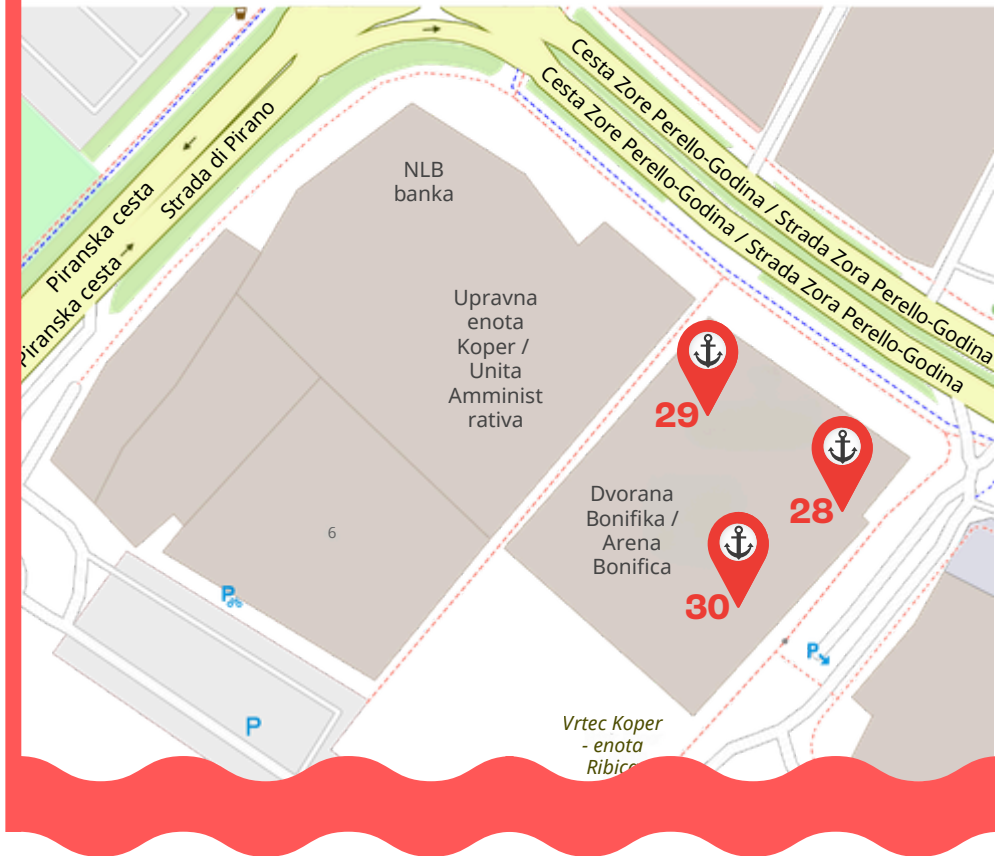 Cesta Zore Perello-Godina / Strada Zora Perello-Godina
Cesta Zore Perello-Godina / Strada Zora Perello-Godina
Piranska cesta
Strada di Pirano
Piranska cesta
NLB
banka
Upravna
enota
Koper /
Unita
Amminist
rativa
29
28
Dvorana
Bonifika /
Arena
Bonifica
30
6
P
P
P
Vrtec Koper
- enota
Ribice